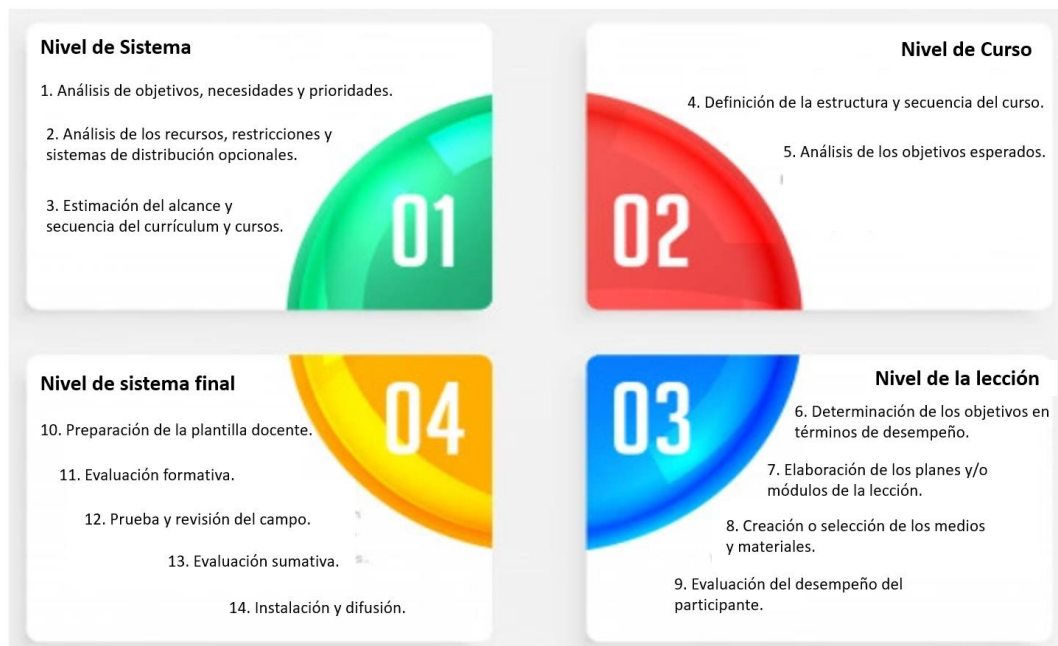 Nivel de Sistema
1. Análisis de objetivos, necesidades y prioridades.
2. Análisis de los recursos, restricciones y
sistemas de distribución opcionales.
3. Estimación del alcance y
secuencia del currículum y cursos.
01
Nivel de Curso
4. Definición de la estructura y secuencia del curso.
5. Análisis de los objetivos esperados.
02
Nivel de la lección
6. Determinación de los objetivos en
términos de desempeño.
7. Elaboración de los planes y/o
módulos de la lección.
8. Creación o selección de los medios
y materiales.
9. Evaluación del desempeño del
participante.
03
Nivel de sistema final
10. Preparación de la plantilla docente.
11. Evaluación formativa.
12. Prueba y revisión del campo.
13. Evaluación sumativa.
14. Instalación y difusión.
04